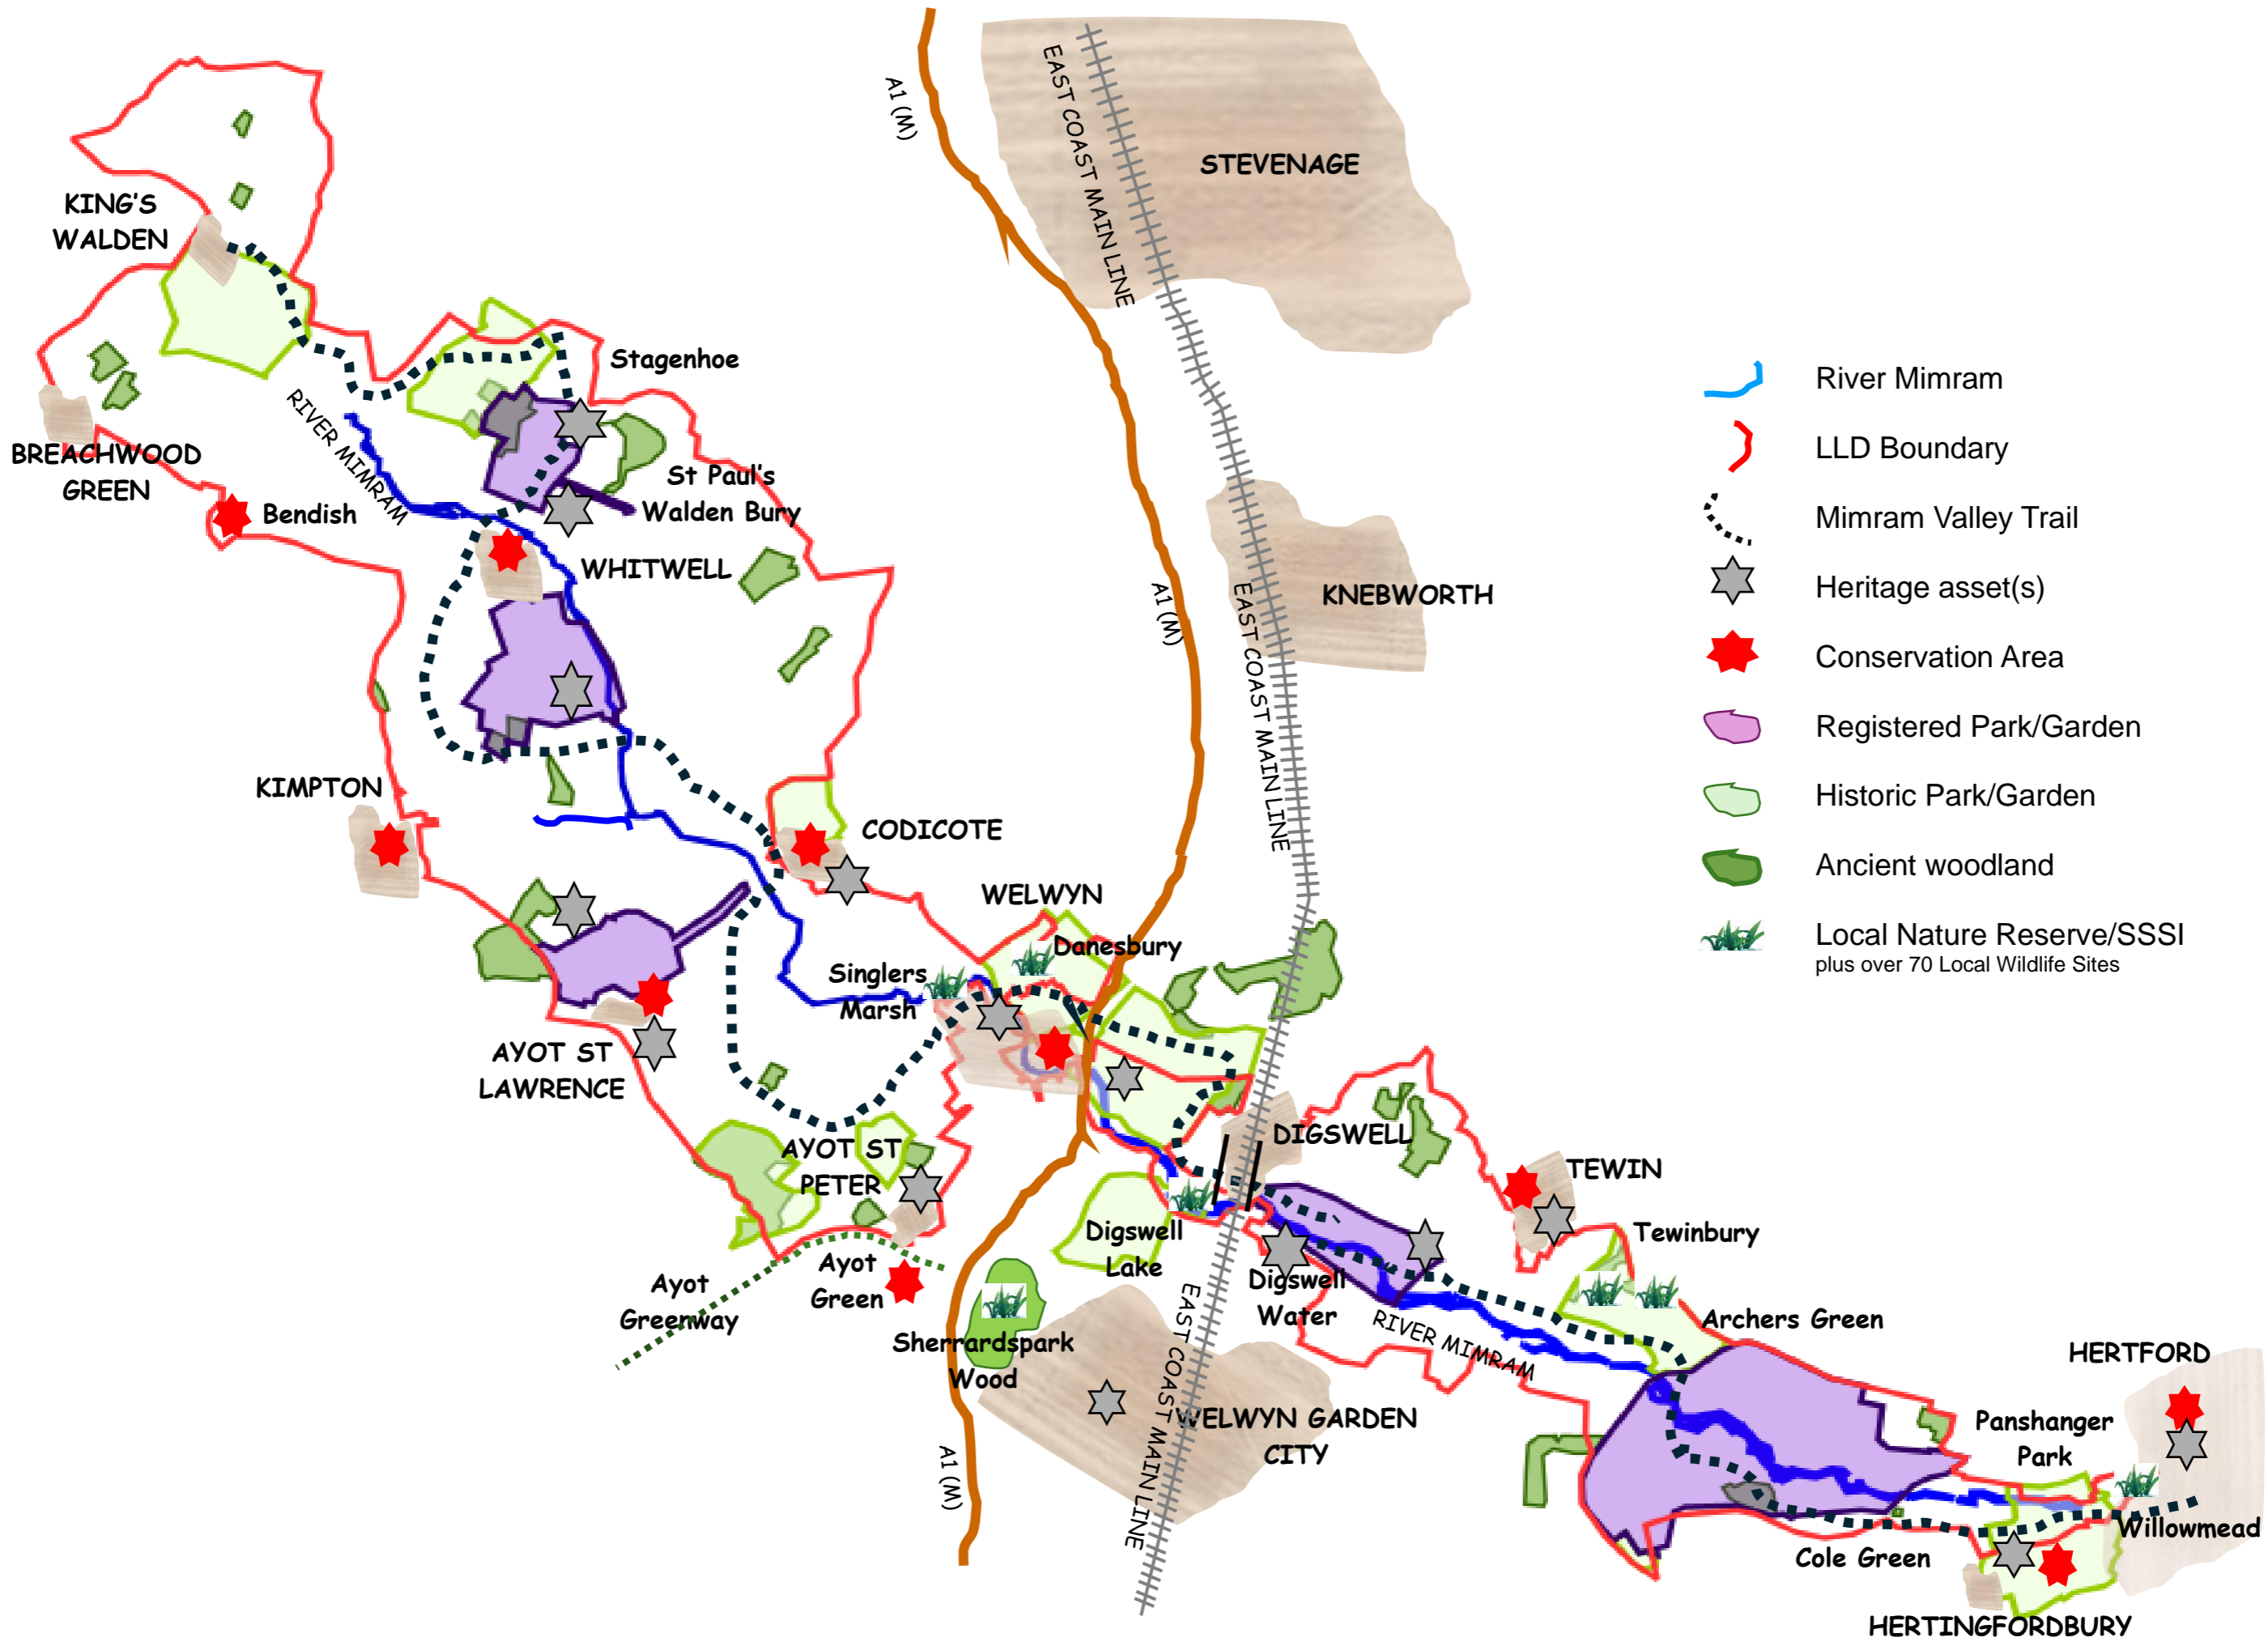 A1 (M)
EAST COAST MAIN LINE
STEVENAGE
KING'S
WALDEN
Stagenhoe
RIVER MIMRAM
BREACHWOOD
GREEN
Bendish
St Paul's
Walden Bury
WHITWELL
A1 (M)
EAST COAST MAIN LINE
KNEBWORTH
KIMPTON
CODICOTE
WELWYN
Danesbury
Singlers
Marsh
AYOT ST
LAWRENCE
AYOT ST
PETER
DIGSWELL
TEWIN
Tewinbury
Digswell
Lake
Digswell
Water
Ayot
Green
Ayot
Greenway
Sherrardspark
Wood
RIVER MIMRAM
Archers Green
HERTFORD
EAST COAST MAIN LINE
WELWYN GARDEN
CITY
A1 (M)
Panshanger
Park
Willowmead
Cole Green
HERTINGFORDBURY
River Mimram
LLD Boundary
Mimram Valley Trail
Heritage asset(s)
Conservation Area
Registered Park/Garden
Historic Park/Garden
Ancient woodland
Local Nature Reserve/SSSI
plus over 70 Local Wildlife Sites